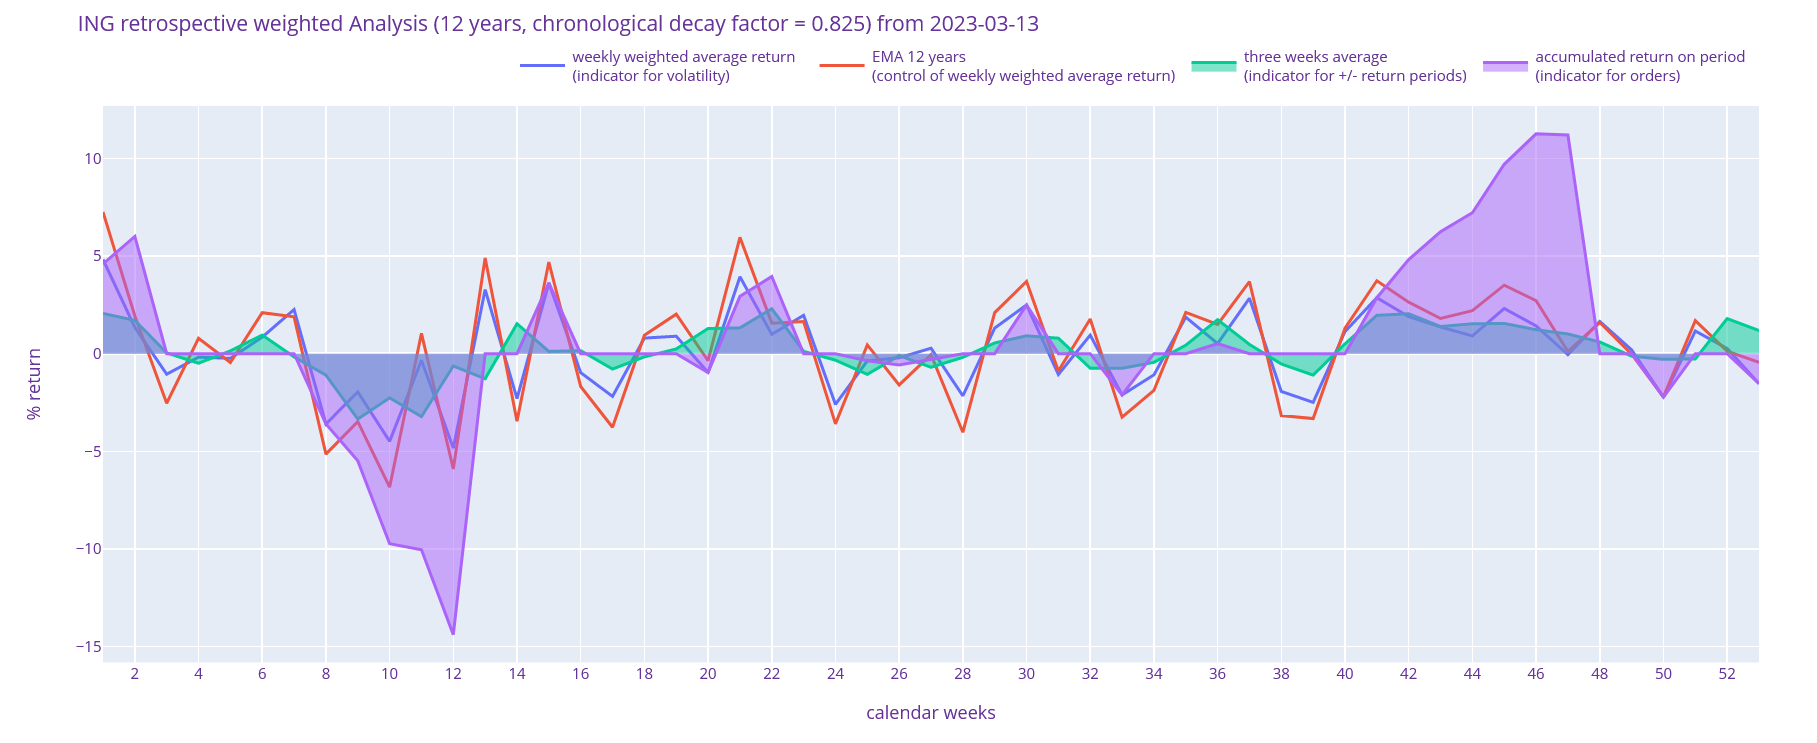 ING retrospective weighted Analysis (12 years, chronological decay factor = 0.825) from 2023-03-13
weekly weighted average return
(indicator for volatility)
EMA 12 years
(control of weekly weighted average return)
three weeks average
(indicator for +/- return periods)
accumulated return on period
(indicator for orders)
% return
10
5
0
−5
−10
−15
2 4 6 8 10 12 14 16 18 20 22 24 26 28 30 32 34 36 38 40 42 44 46 48 50 52
calendar weeks